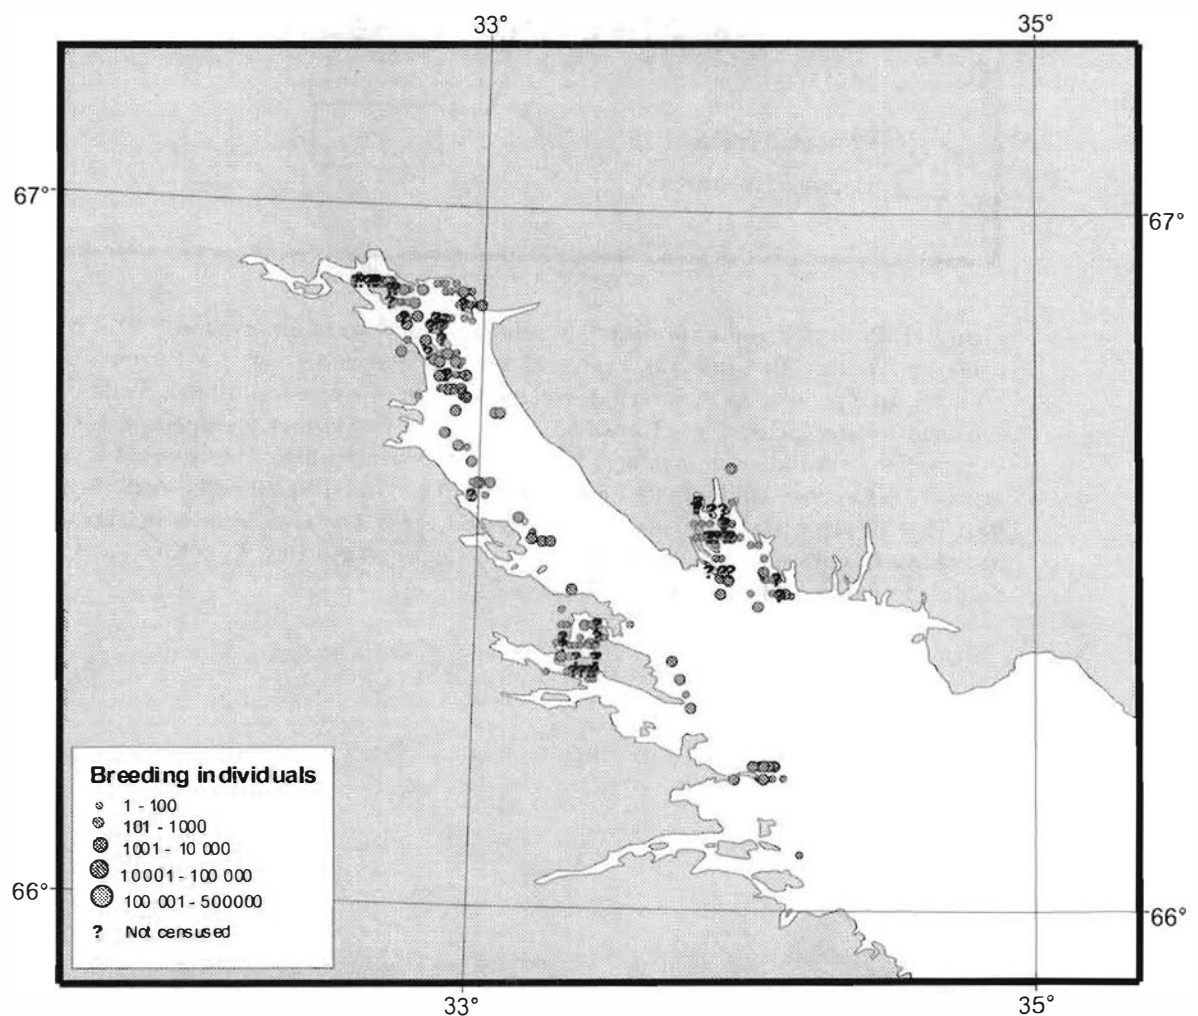 33° 35°
67°
67°
Breeding individuals
1 - 100
101 - 1000
1001 - 10 000
10001 - 100 000
100 001 - 500000
? Not censused
66°
66°
33° 35°